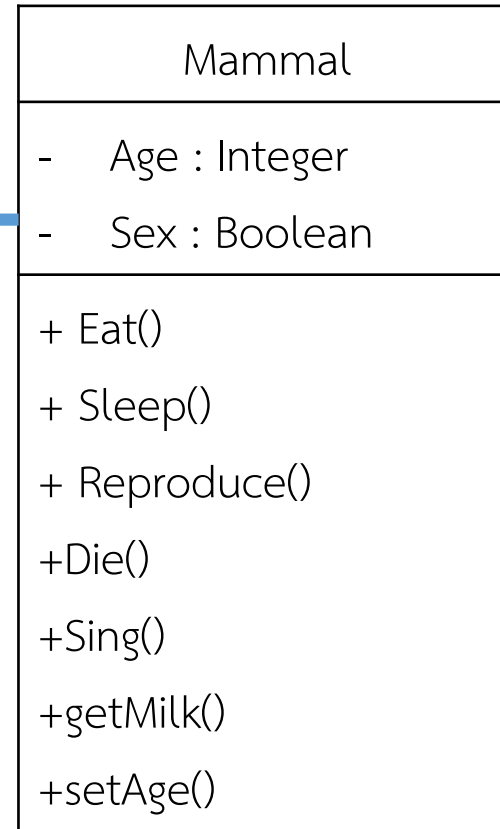 Mammal
- Age : Integer
- Sex : Boolean
+ Eat()
+ Sleep()
+ Reproduce()
+Die()
+Sing()
+getMilk()
+setAge()